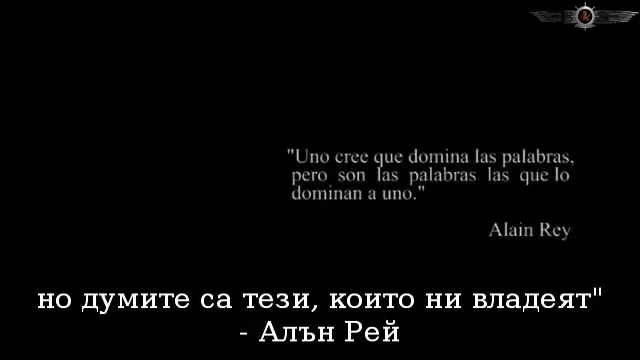 "Uno cree que domina las palabras,
pero son las palabras las que lo
dominan a uno."
Alain Rey
но думите са тези, които ни владеят"
- Алън Рей